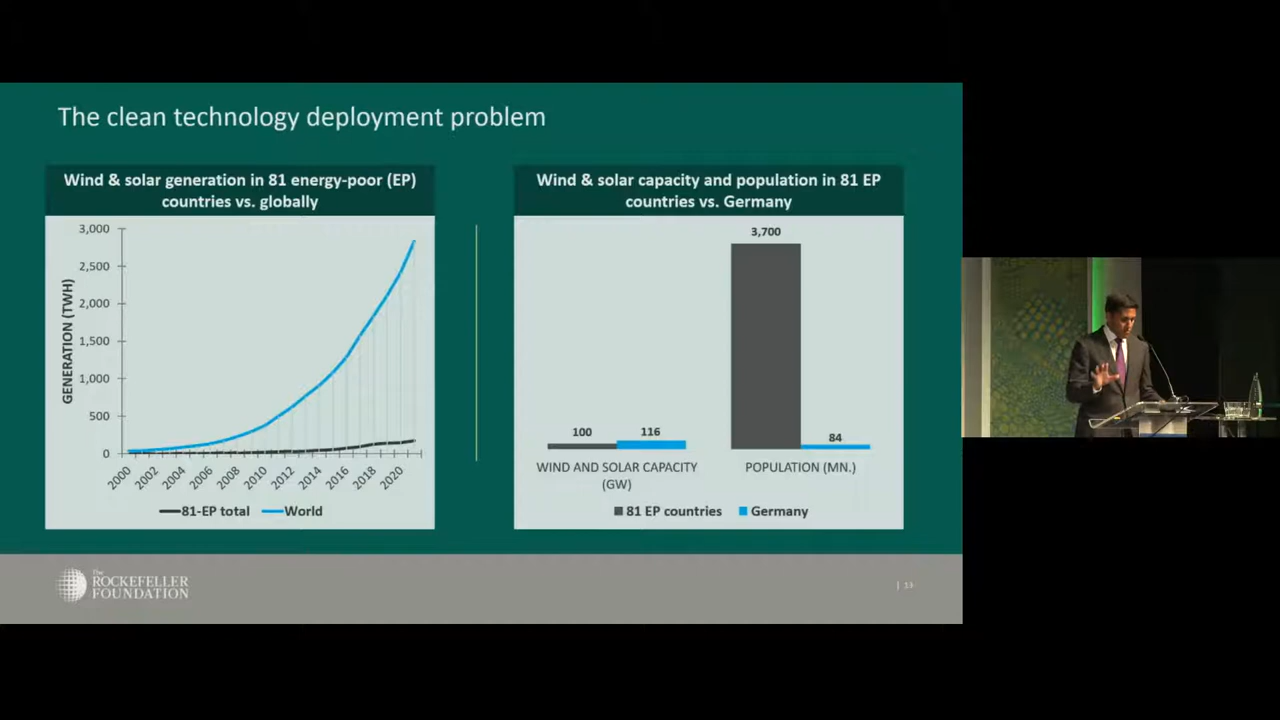 The clean technology deployment problem
Wind & solar generation in 81 energy-poor (EP)
countries vs. globally
3,000
2,500
2,000
1,500
1,000
500
0
GENERATION (TWH)
2000
2002
2004
2006
2008
2010
2012
2014
2016
2018
2020
81-EP total
World
Wind & solar capacity and population in 81 EP
countries vs. Germany
3,700
100
116
84
WIND AND SOLAR CAPACITY
(GW)
POPULATION (MN.)
81 EP countries
Germany
The
ROCKEFELLER
FOUNDATION
| 13